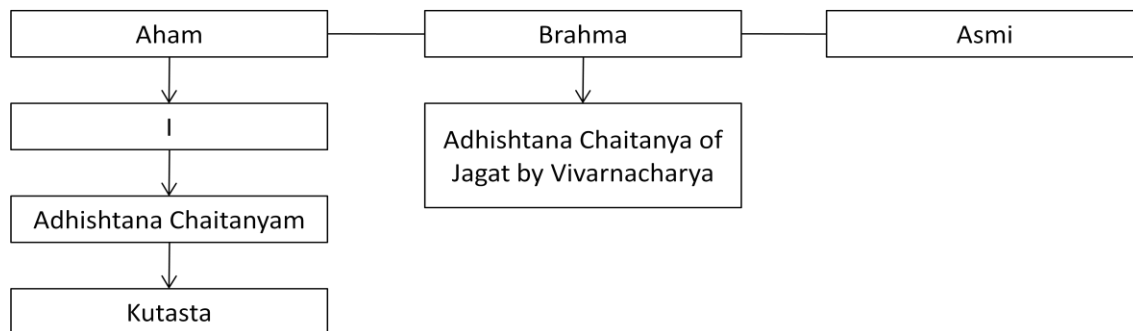 Aham
Brahma
Asmi
I
Adhishtana Chaitanya of
Jagat by Vivarnacharya
Adhishtana Chaitanyam
Kutasta